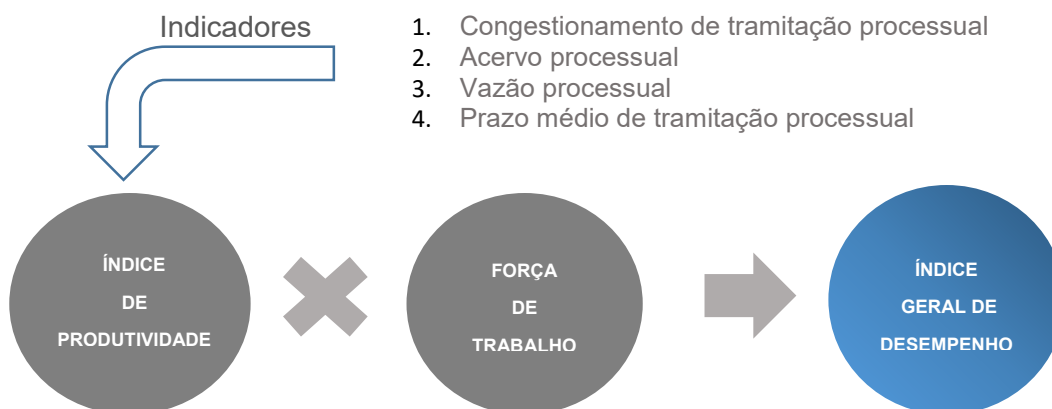 Indicadores
1. Congestionamento de tramitação processual
2. Acervo processual
3. Vazão processual
4. Prazo médio de tramitação processual
ÍNDICE
DE
PRODUTIVIDADE
FORÇA
DE
TRABALHO
ÍNDICE
GERAL DE
DESEMPENHO